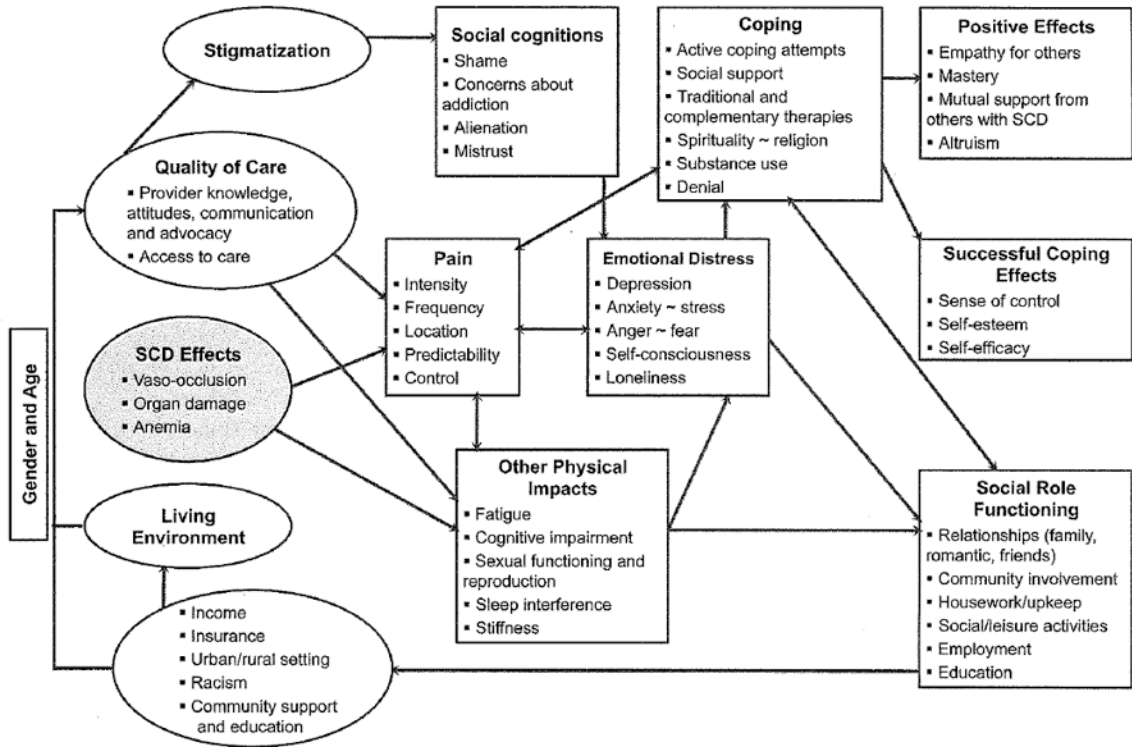 Stigmatization
Social cognitions
▪ Shame
▪ Concerns about
addiction
▪ Alienation
▪ Mistrust
Coping
▪ Active coping attempts
▪ Social support
▪ Traditional and
complementary therapies
▪ Spirituality ~ religion
▪ Substance use
▪ Denial
Positive Effects
▪ Empathy for others
▪ Mastery
▪ Mutual support from
others with SCD
▪ Altruism
Quality of Care
▪ Provider knowledge,
attitudes, communication
and advocacy
▪ Access to care
Pain
▪ Intensity
▪ Frequency
▪ Location
▪ Predictability
▪ Control
Emotional Distress
▪ Depression
▪ Anxiety ~ stress
▪ Anger ~ fear
▪ Self-consciousness
▪ Loneliness
Successful Coping
Effects
▪ Sense of control
▪ Self-esteem
▪ Self-efficacy
Gender and Age
SCD Effects
▪ Vaso-occlusion
▪ Organ damage
▪ Anemia
Other Physical
Impacts
▪ Fatigue
▪ Cognitive impairment
▪ Sexual functioning and
reproduction
▪ Sleep interference
▪ Stiffness
Social Role
Functioning
▪ Relationships (family,
romantic, friends)
▪ Community involvement
▪ Housework/upkeep
▪ Social/leisure activities
▪ Employment
▪ Education
Living
Environment
▪ Income
▪ Insurance
▪ Urban/rural setting
▪ Racism
▪ Community support
and education